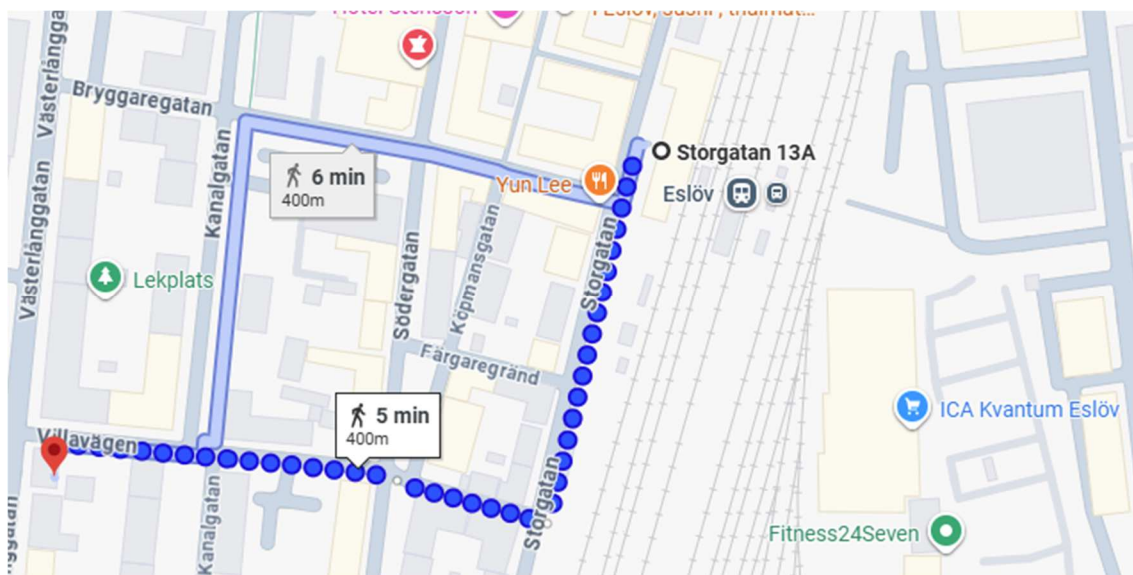 Västerlånggatan
Bryggaregatan
Kanalgatan
Storgatan 13A
6 min
400m
Yun Lee
Eslöv
Västerlånggatan
Lekplats
Storgatan
Södergatan
Köpmansgatan
Färgaregränd
5 min
400m
ICA Kvantum Eslöv
Villavägen
Kanalgatan
Storgatan
Fitness24Seven